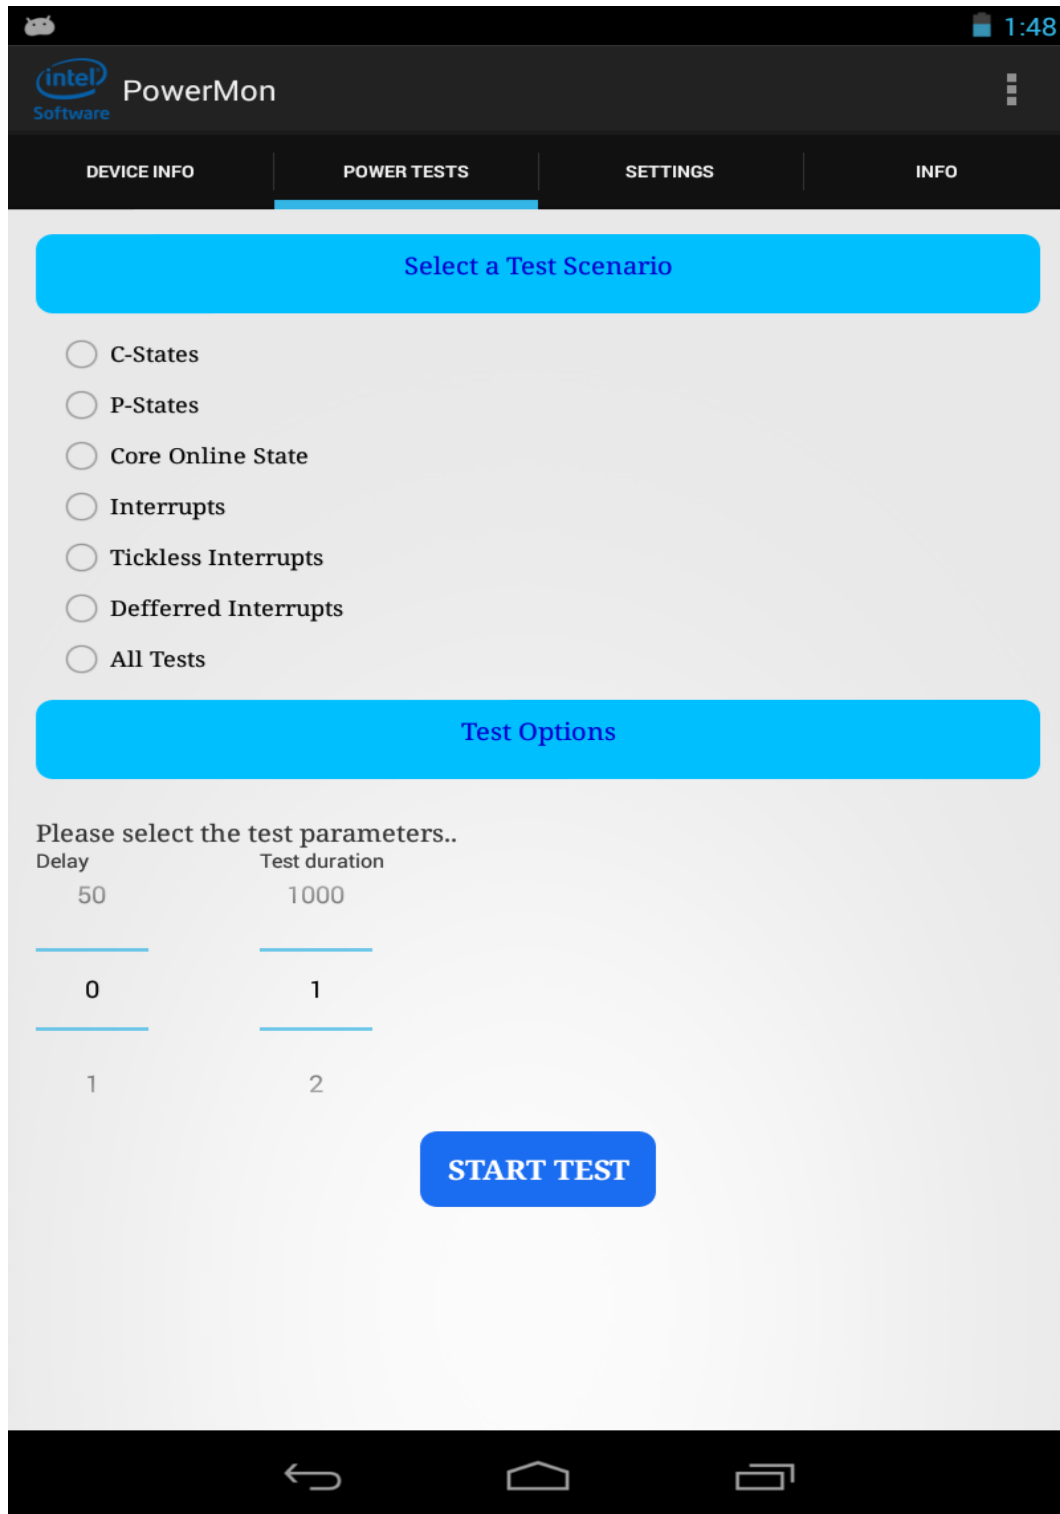 1:48
intel
Software
PowerMon
DEVICE INFO POWER TESTS SETTINGS INFO
Select a Test Scenario
C-States
P-States
Core Online State
Interrupts
Tickless Interrupts
Defferred Interrupts
All Tests
Test Options
Please select the test parameters..
Delay Test duration
50 1000
0 1
1 2
START TEST